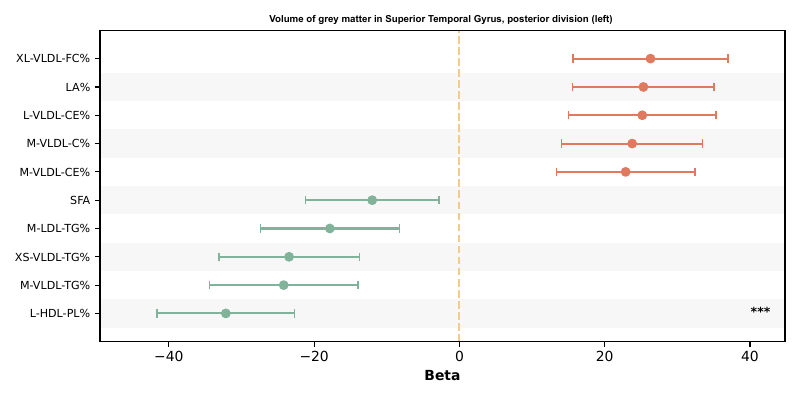 Volume of grey matter in Superior Temporal Gyrus, posterior division (left)
XL-VLDL-FC%
LA%
L-VLDL-CE%
M-VLDL-C%
M-VLDL-CE%
SFA
M-LDL-TG%
XS-VLDL-TG%
M-VLDL-TG%
L-HDL-PL% ***
−40 −20 0 20 40
Beta